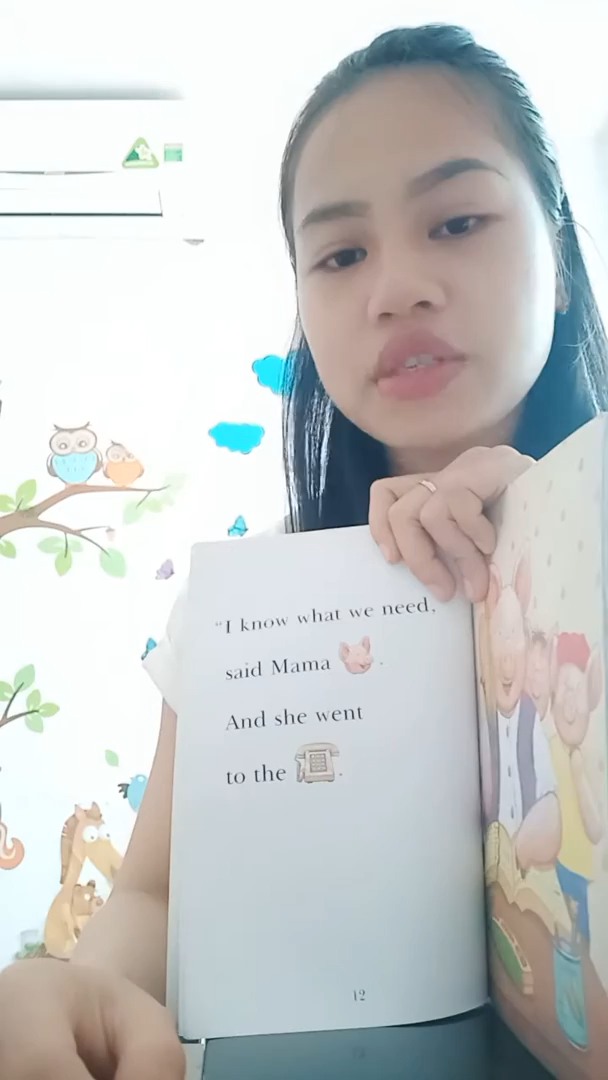 “I know what we need,
said Mama .
And she went
to the .
12